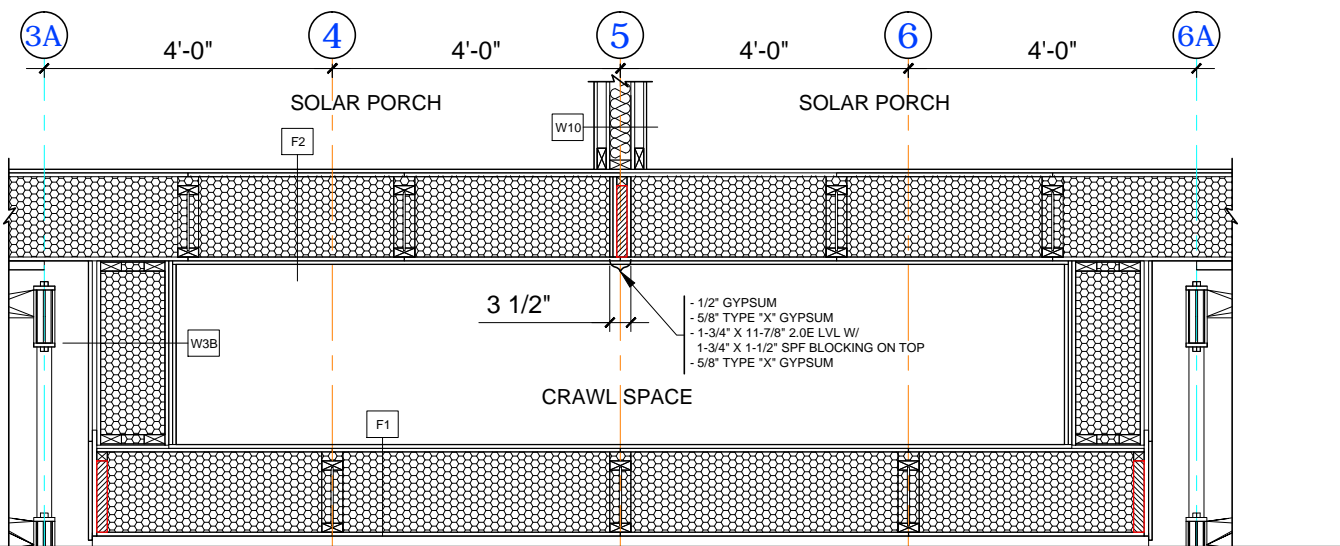 3A 4 5 6 6A
4'-0" 4'-0" 4'-0" 4'-0"
SOLAR PORCH SOLAR PORCH
W10
F2
3 1/2"
- 1/2" GYPSUM
- 5/8" TYPE "X" GYPSUM
- 1-3/4" X 11-7/8" 2.0E LVL W/
1-3/4" X 1-1/2" SPF BLOCKING ON TOP
- 5/8" TYPE "X" GYPSUM
W3B
CRAWL SPACE
F1